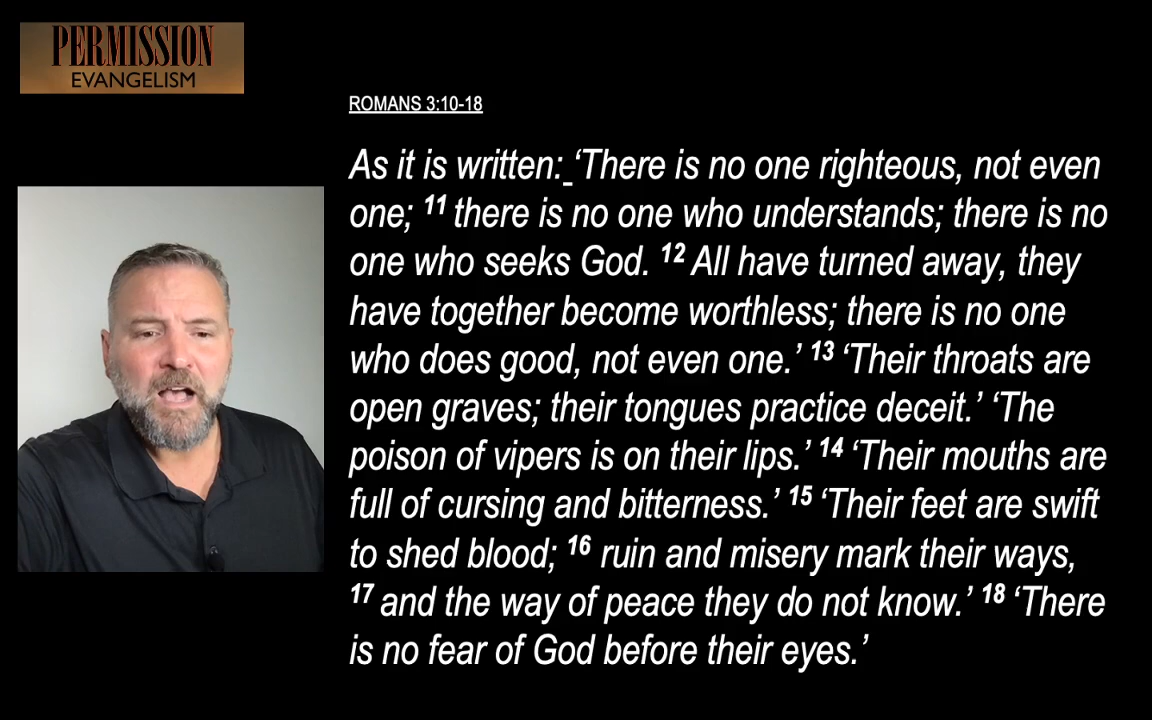 PERMISSION
EVANGELISM
ROMANS 3:10-18
As it is written: ‘There is no one righteous, not even
one; 11 there is no one who understands; there is no
one who seeks God. 12 All have turned away, they
have together become worthless; there is no one
who does good, not even one.’ 13 ‘Their throats are
open graves; their tongues practice deceit.’ ‘The
poison of vipers is on their lips.’ 14 ‘Their mouths are
full of cursing and bitterness.’ 15 ‘Their feet are swift
to shed blood; 16 ruin and misery mark their ways,
17 and the way of peace they do not know.’ 18 ‘There
is no fear of God before their eyes.’